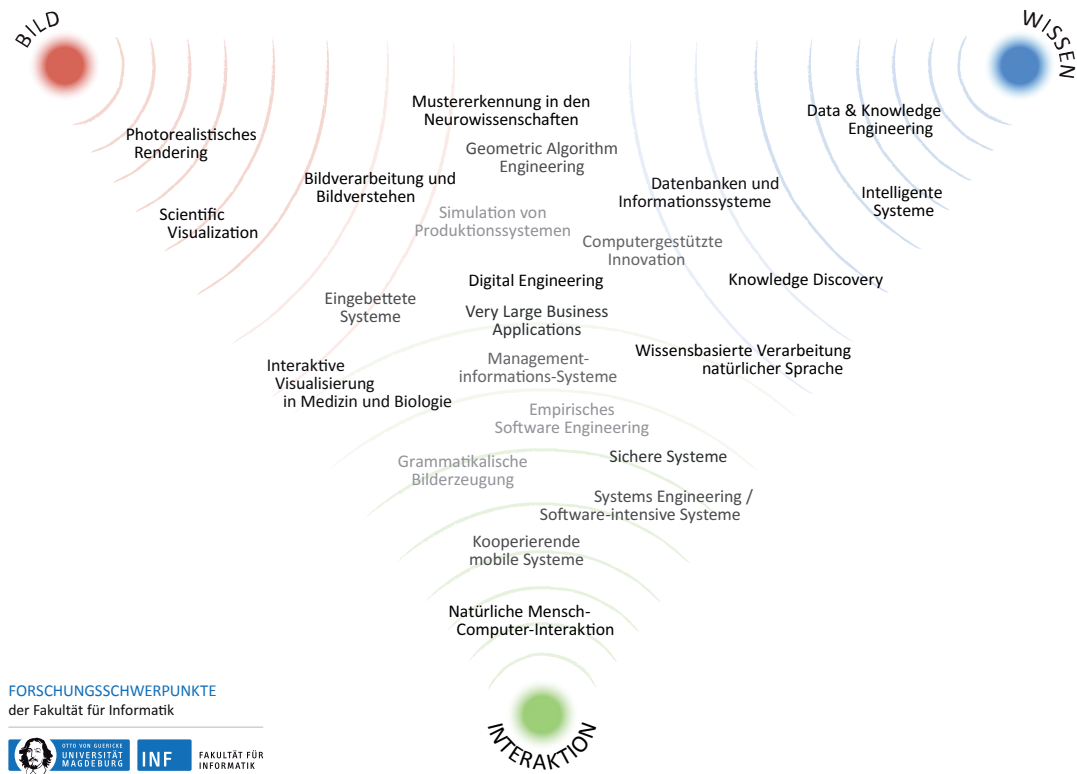 BILD
WISSEN
Mustererkennung in den
Neurowissenschaften
Data & Knowledge
Engineering
Photorealistisches
Rendering
Geometric Algorithm
Engineering
Bildverarbeitung und
Bildverstehen
Datenbanken und
Informationssysteme
Intelligente
Systeme
Scientific
Visualization
Simulation von
Produktionssystemen
Computergestützte
Innovation
Digital Engineering
Knowledge Discovery
Eingebettete
Systeme
Very Large Business
Applications
Interaktive
Visualisierung
in Medizin und Biologie
Management-
informations-Systeme
Wissensbasierte Verarbeitung
natürlicher Sprache
Empirisches
Software Engineering
Grammatikalische
Bilderzeugung
Sichere Systeme
Systems Engineering /
Software-intensive Systeme
Kooperierende
mobile Systeme
Natürliche Mensch-
Computer-Interaktion
INTERAKTION
FORSCHUNGSSCHWERPUNKTE
der Fakultät für Informatik
OTTO VON GUERICKE
UNIVERSITÄT
MAGDEBURG
INF
FAKULTÄT FÜR
INFORMATIK